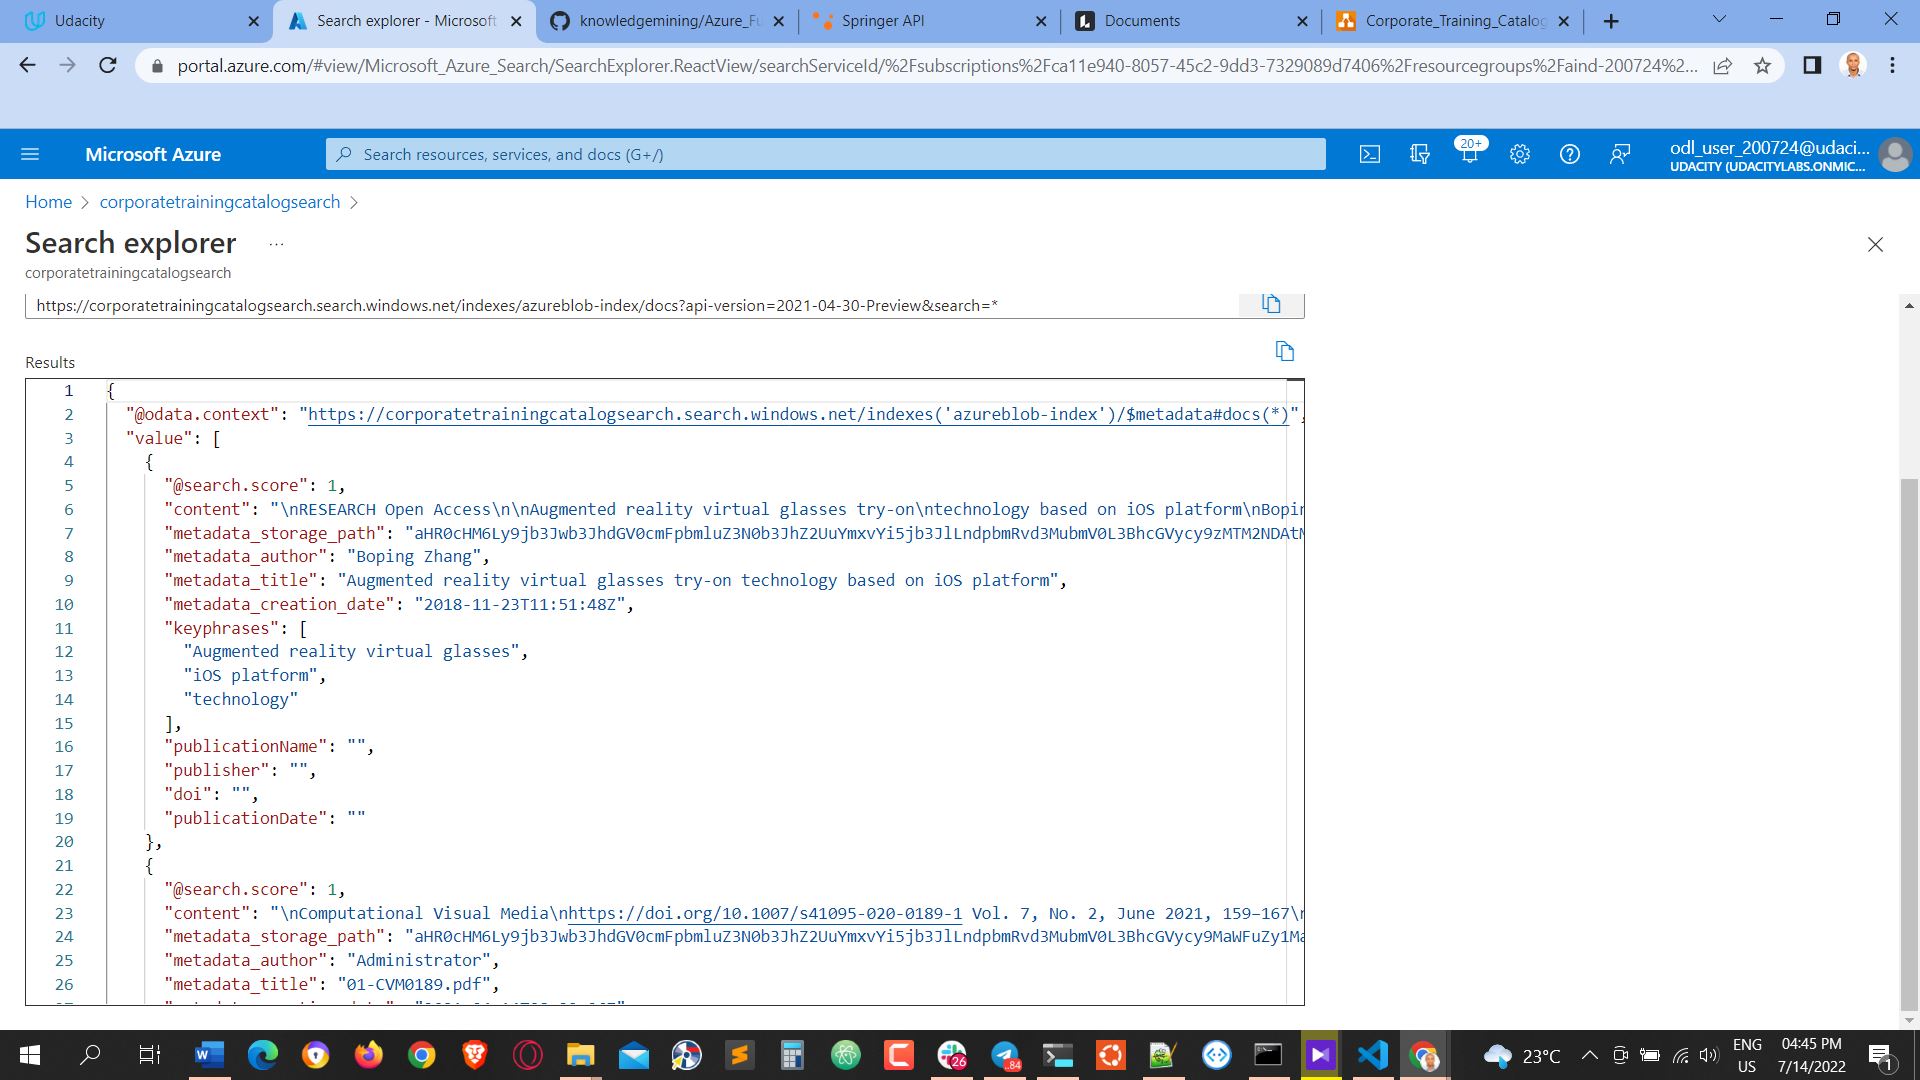 Udacity
Search explorer - Microsoft
knowledgemining/Azure_Fu
Springer API
Documents
Corporate_Training_Catalog
portal.azure.com/#view/Microsoft_Azure_Search/SearchExplorer.ReactView/searchServiceId/%2Fsubscriptions%2Fca11e940-8057-45c2-9dd3-7329089d7406%2Fresourcegroups%2Faind-200724%2...
Microsoft Azure
Search resources, services, and docs (G+/)
20+
odl_user_200724@udaci...
UDACITY (UDACITYLABS.ONMIC...
Home > corporatetrainingcatalogsearch >
Search explorer ...
corporatetrainingcatalogsearch
https://corporatetrainingcatalogsearch.search.windows.net/indexes/azureblob-index/docs?api-version=2021-04-30-Preview&search=*
Results
1 {
2 "@odata.context": "https://corporatetrainingcatalogsearch.search.windows.net/indexes('azureblob-index')/$metadata#docs(*)",
3 "value": [
4 {
5 "@search.score": 1,
6 "content": "\nRESEARCH Open Access\n\nAugmented reality virtual glasses try-on\ntechnology based on iOS platform\nBopin
7 "metadata_storage_path": "aHR0cHM6Ly9jb3Jwb3JhdGV0cmFpbmluZ3N0b3JhZ2UuYmxvYi5jb3JlLndpbmRvd3MubmV0L3BhcGVycy9zMTM2NDAtM
8 "metadata_author": "Boping Zhang",
9 "metadata_title": "Augmented reality virtual glasses try-on technology based on iOS platform",
10 "metadata_creation_date": "2018-11-23T11:51:48Z",
11 "keyphrases": [
12 "Augmented reality virtual glasses",
13 "iOS platform",
14 "technology"
15 ],
16 "publicationName": "",
17 "publisher": "",
18 "doi": "",
19 "publicationDate": ""
20 },
21 {
22 "@search.score": 1,
23 "content": "\nComputational Visual Media\nhttps://doi.org/10.1007/s41095-020-0189-1 Vol. 7, No. 2, June 2021, 159–167\n
24 "metadata_storage_path": "aHR0cHM6Ly9jb3Jwb3JhdGV0cmFpbmluZ3N0b3JhZ2UuYmxvYi5jb3JlLndpbmRvd3MubmV0L3BhcGVycy9MaWFuZy1Ma
25 "metadata_author": "Administrator",
26 "metadata_title": "01-CVM0189.pdf",
26
84
23°C
ENG
US
04:45 PM
7/14/2022
1